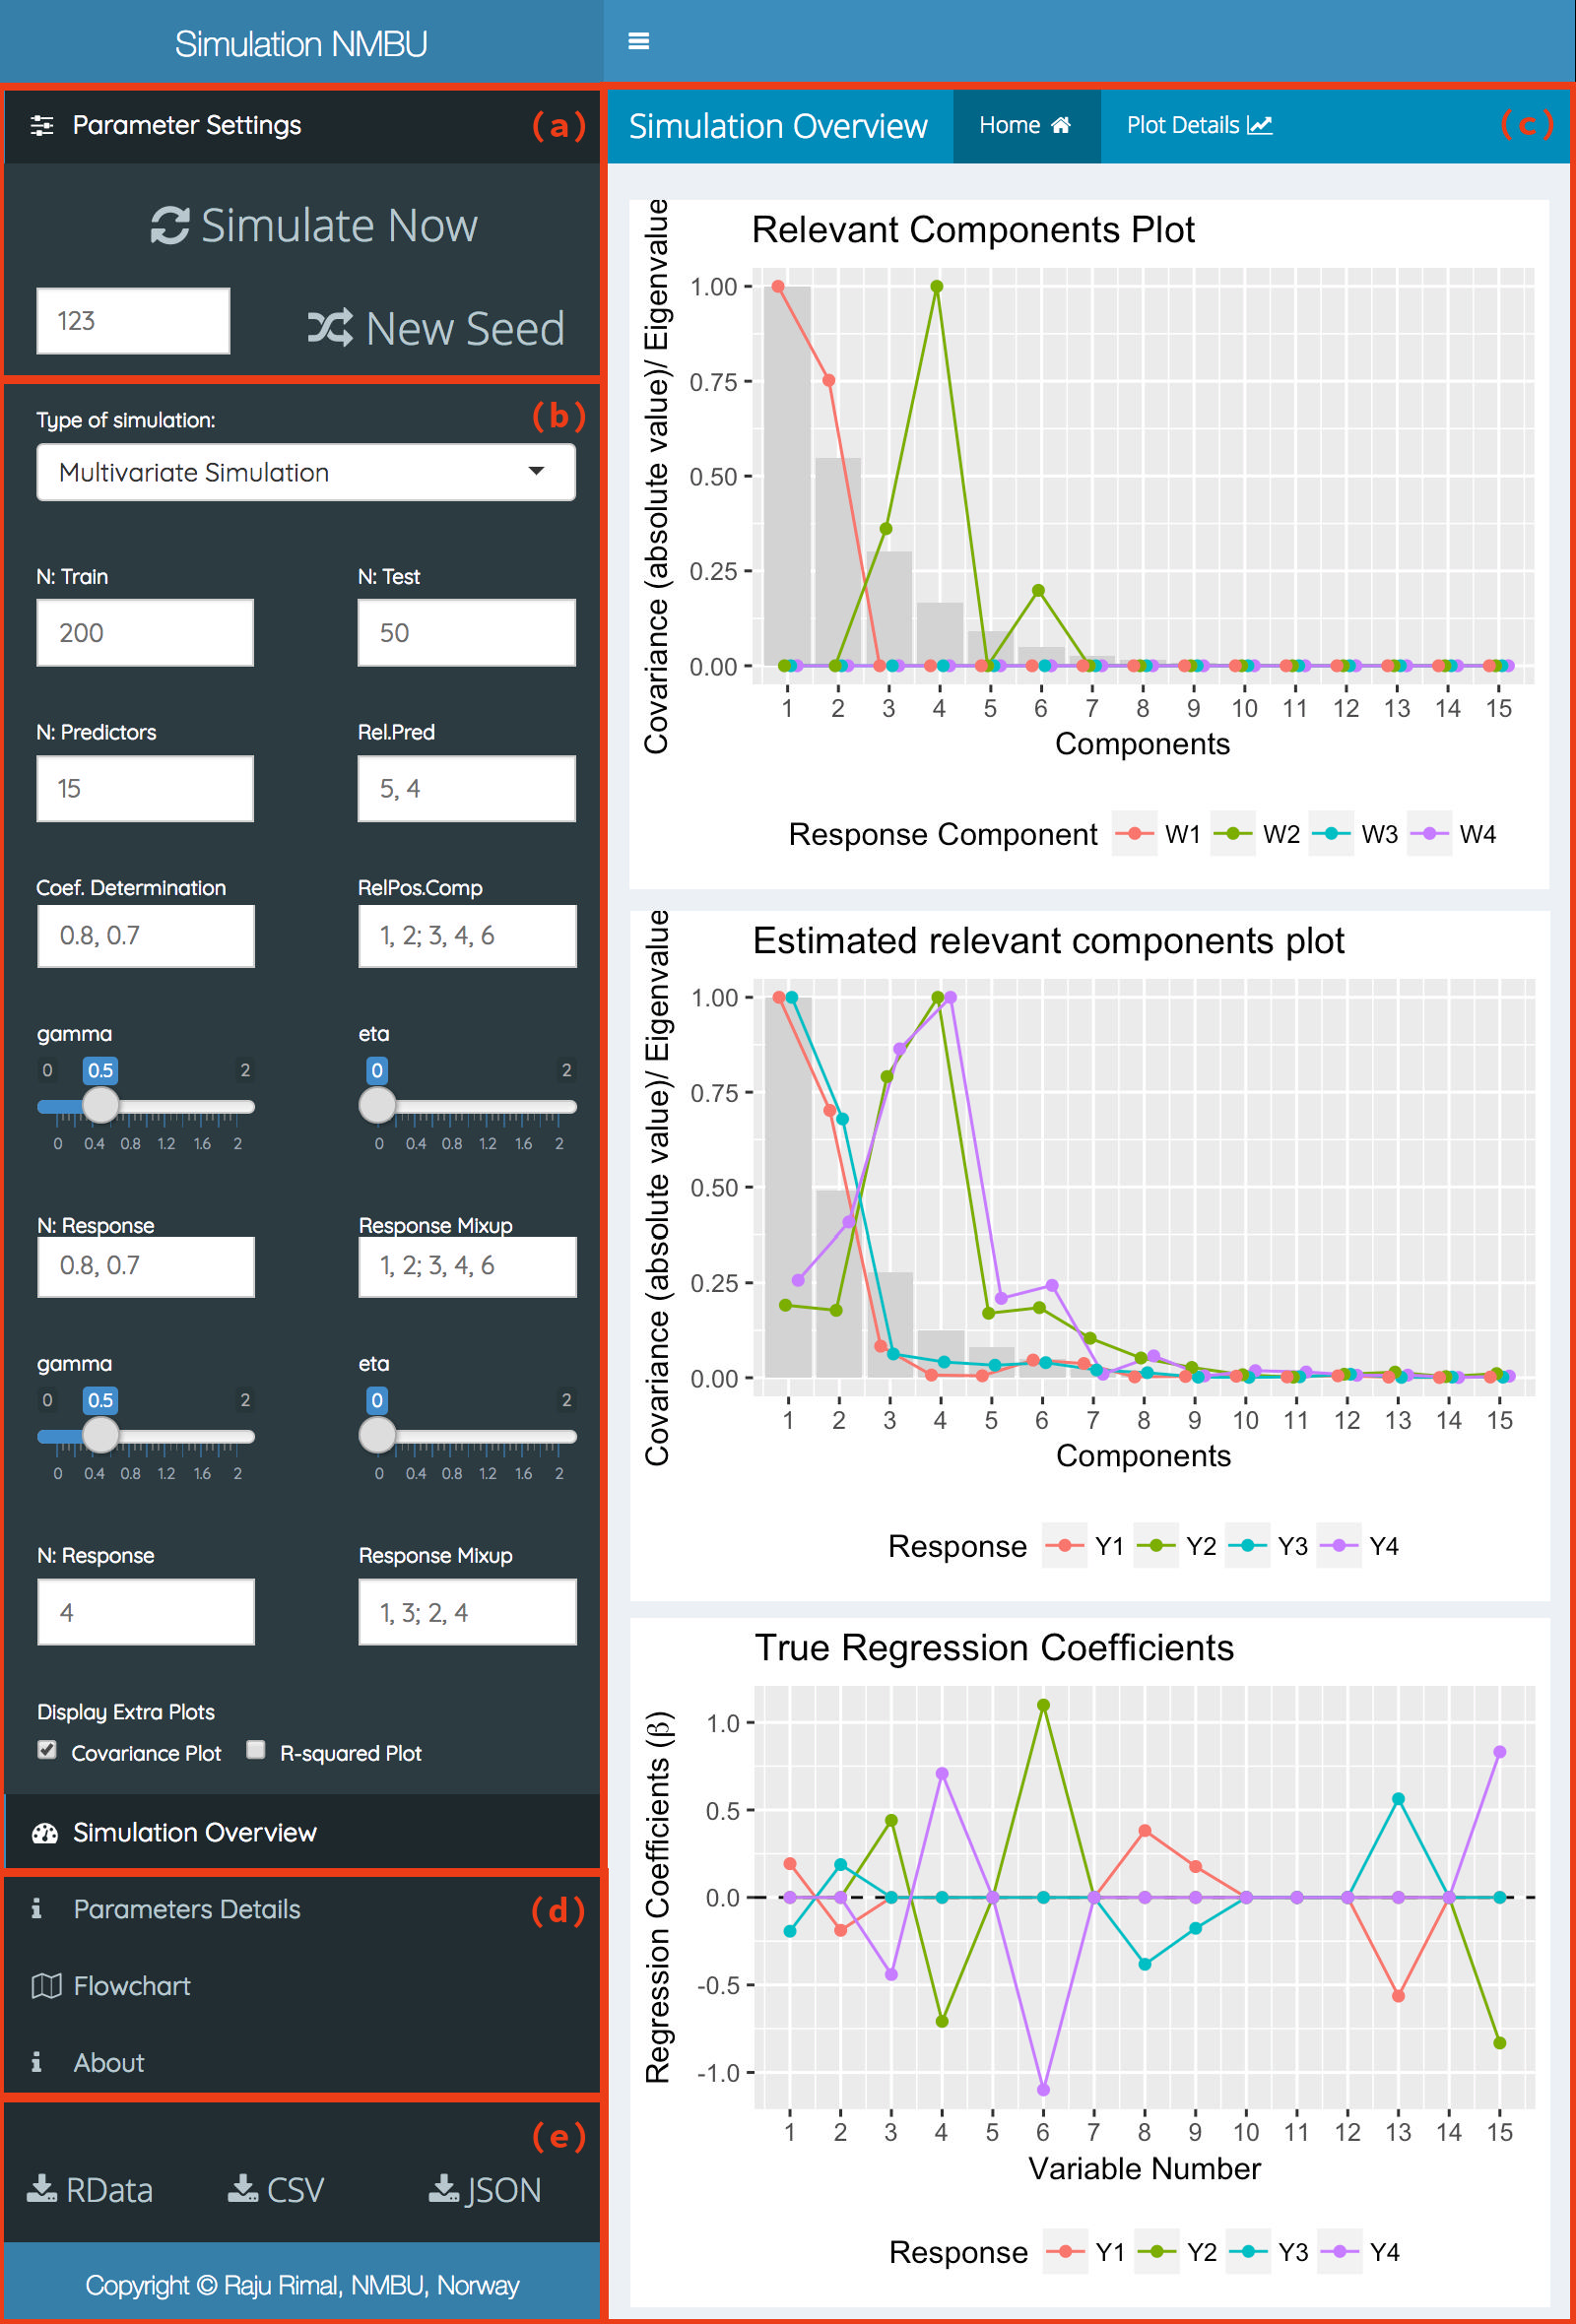 Simulation NMBU
Parameter Settings (a)
Simulate Now
123 New Seed
Type of simulation: (b)
Multivariate Simulation
N: Train N: Test
200 50
N: Predictors Rel.Pred
15 5, 4
Coef. Determination RelPos.Comp
0.8, 0.7 1, 2; 3, 4, 6
gamma eta
0 0.5 2 0 2
0 0.4 0.8 1.2 1.6 2 0 0.4 0.8 1.2 1.6 2
N: Response Response Mixup
0.8, 0.7 1, 2; 3, 4, 6
gamma eta
0 0.5 2 0 2
0 0.4 0.8 1.2 1.6 2 0 0.4 0.8 1.2 1.6 2
N: Response Response Mixup
4 1, 3; 2, 4
Display Extra Plots
Covariance Plot R-squared Plot
Simulation Overview
Parameters Details (d)
Flowchart
About
(e)
RData CSV JSON
Copyright © Raju Rimal, NMBU, Norway
Simulation Overview Home Plot Details (c)
Relevant Components Plot
Covariance (absolute value)/ Eigenvalue
1.00
0.75
0.50
0.25
0.00
1 2 3 4 5 6 7 8 9 10 11 12 13 14 15
Components
Response Component W1 W2 W3 W4
Estimated relevant components plot
Covariance (absolute value)/ Eigenvalue
1.00
0.75
0.50
0.25
0.00
1 2 3 4 5 6 7 8 9 10 11 12 13 14 15
Components
Response Y1 Y2 Y3 Y4
True Regression Coefficients
Regression Coefficients (β)
1.0
0.5
0.0
-0.5
-1.0
1 2 3 4 5 6 7 8 9 10 11 12 13 14 15
Variable Number
Response Y1 Y2 Y3 Y4